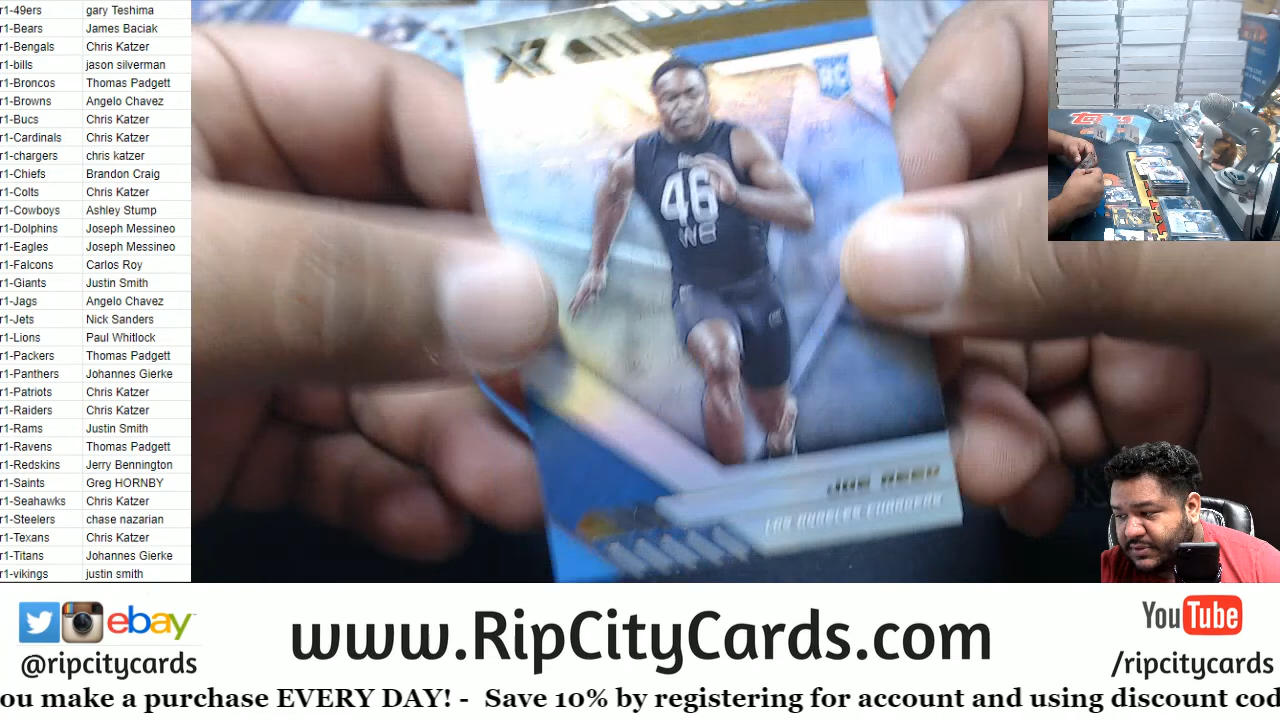 r1-49ers gary Teshima
r1-Bears James Baciak
r1-Bengals Chris Katzer
r1-bills jason silverman
r1-Broncos Thomas Padgett
r1-Browns Angelo Chavez
r1-Bucs Chris Katzer
r1-Cardinals Chris Katzer
r1-chargers chris katzer
r1-Chiefs Brandon Craig
r1-Colts Chris Katzer
r1-Cowboys Ashley Stump
r1-Dolphins Joseph Messineo
r1-Eagles Joseph Messineo
r1-Falcons Carlos Roy
r1-Giants Justin Smith
r1-Jags Angelo Chavez
r1-Jets Nick Sanders
r1-Lions Paul Whitlock
r1-Packers Thomas Padgett
r1-Panthers Johannes Gierke
r1-Patriots Chris Katzer
r1-Raiders Chris Katzer
r1-Rams Justin Smith
r1-Ravens Thomas Padgett
r1-Redskins Jerry Bennington
r1-Saints Greg HORNBY
r1-Seahawks Chris Katzer
r1-Steelers chase nazarian
r1-Texans Chris Katzer
r1-Titans Johannes Gierke
r1-vikings justin smith
RC
46
JOE REED
LOS ANGELES CHARGERS
ebay
@ripcitycards
www.RipCityCards.com
YouTube
/ripcitycards
ou make a purchase EVERY DAY! - Save 10% by registering for account and using discount cod